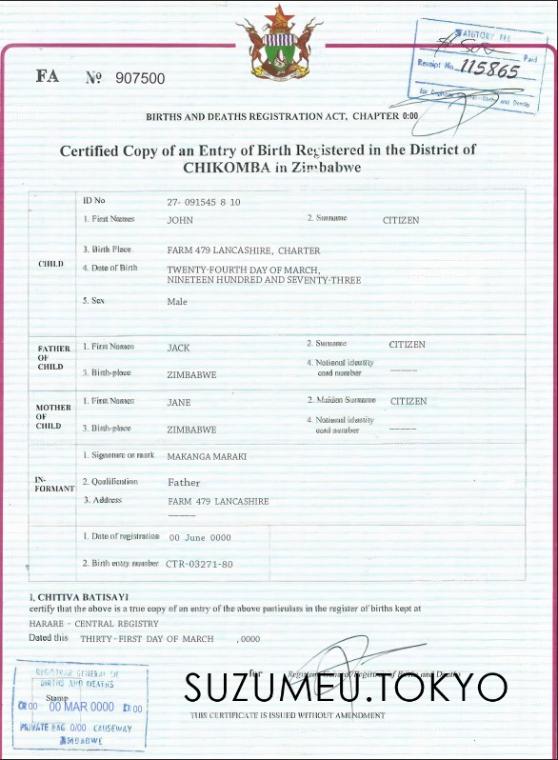 STATUTORY FEE
Paid
Receipt No. 115865
FA № 907500
BIRTHS AND DEATHS REGISTRATION ACT, CHAPTER 0:00
Certified Copy of an Entry of Birth Registered in the District of
CHIKOMBA in Zimbabwe
ID No 27- 091545 8 10
1. First Names JOHN 2. Surname CITIZEN
3. Birth Place FARM 479 LANCASHIRE, CHARTER
CHILD
4. Date of Birth TWENTY-FOURTH DAY OF MARCH,
NINETEEN HUNDRED AND SEVENTY-THREE
5. Sex Male
FATHER OF CHILD
1. First Names JACK 2. Surname CITIZEN
3. Birth-place ZIMBABWE 4. National identity card number -----
MOTHER OF CHILD
1. First Names JANE 2. Maiden Surname CITIZEN
3. Birth-place ZIMBABWE 4. National identity card number -----
IN-FORMANT
1. Signature or mark MAKANGA MARAKI
2. Qualification Father
3. Address FARM 479 LANCASHIRE
-----
1. Date of registration 00 June 0000
2. Birth entry number CTR-03271-80
I, CHITIVA BATISAYI
certify that the above is a true copy of an entry of the above particulars in the register of births kept at
HARARE - CENTRAL REGISTRY
Dated this THIRTY-FIRST DAY OF MARCH , 0000
REGISTRAR GENERAL OF
BIRTHS AND DEATHS
Stamp
00 MAR 0000
PRIVATE BAG 0/00 CAUSEWAY
ZIMBABWE
for Registrar-General of Births and Deaths
SUZUMEU.TOKYO
THIS CERTIFICATE IS ISSUED WITHOUT AMENDMENT